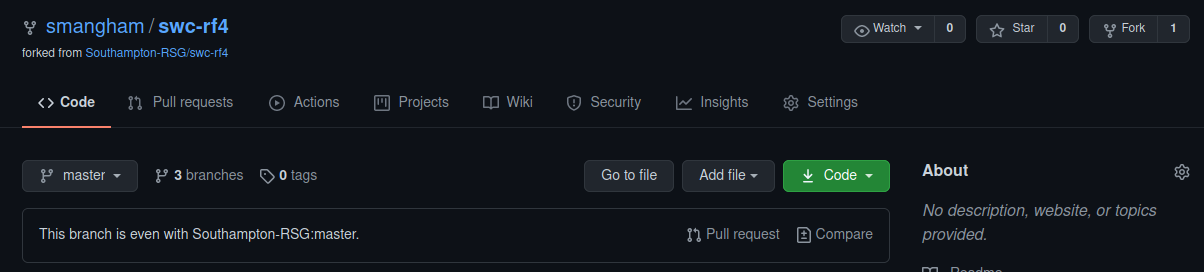 smangham / swc-rf4
Watch 0 Star 0 Fork 1
forked from Southampton-RSG/swc-rf4
Code Pull requests Actions Projects Wiki Security Insights Settings
master 3 branches 0 tags Go to file Add file Code
About
This branch is even with Southampton-RSG:master. Pull request Compare
No description, website, or topics
provided.
Readme